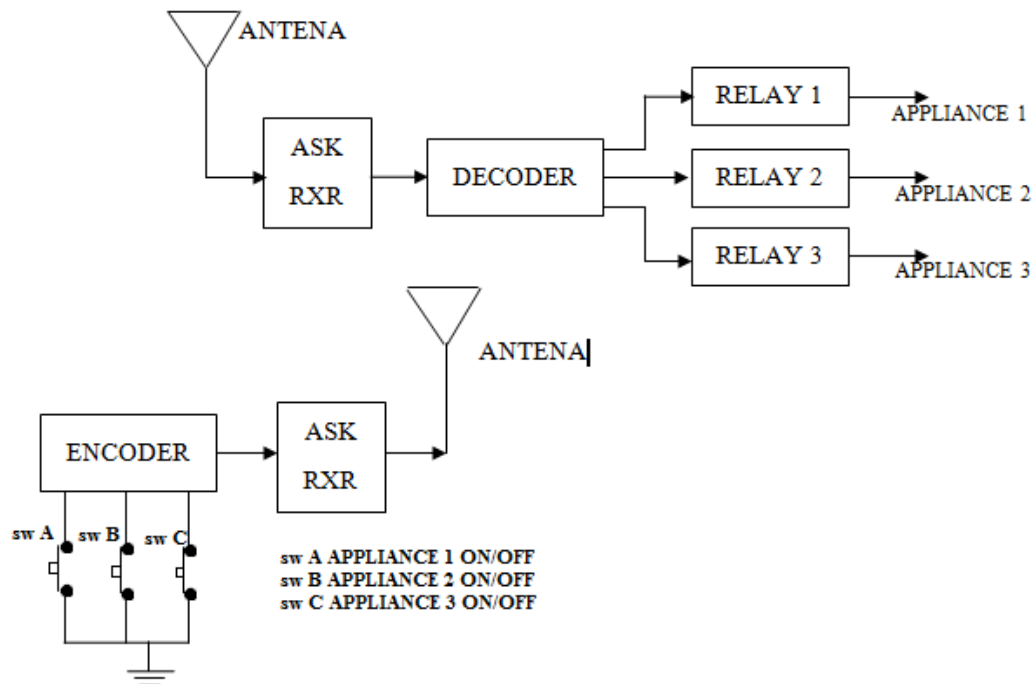 ANTENA
RELAY 1
APPLIANCE 1
ASK
RXR
DECODER
RELAY 2
APPLIANCE 2
RELAY 3
APPLIANCE 3
ANTENA
ENCODER
ASK
RXR
sw A
sw B
sw C
sw A APPLIANCE 1 ON/OFF
sw B APPLIANCE 2 ON/OFF
sw C APPLIANCE 3 ON/OFF